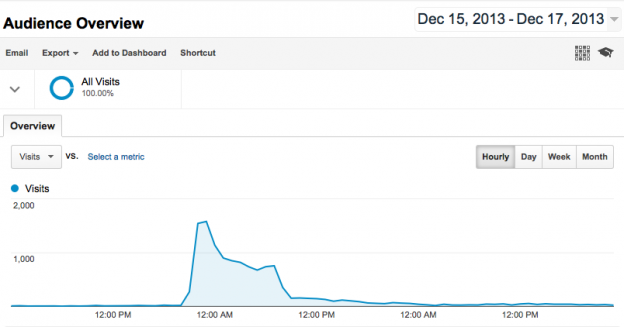 Audience Overview
Dec 15, 2013 - Dec 17, 2013
Email Export Add to Dashboard Shortcut
All Visits
100.00%
Overview
Visits VS. Select a metric
Hourly Day Week Month
Visits
2,000
1,000
12:00 PM 12:00 AM 12:00 PM 12:00 AM 12:00 PM